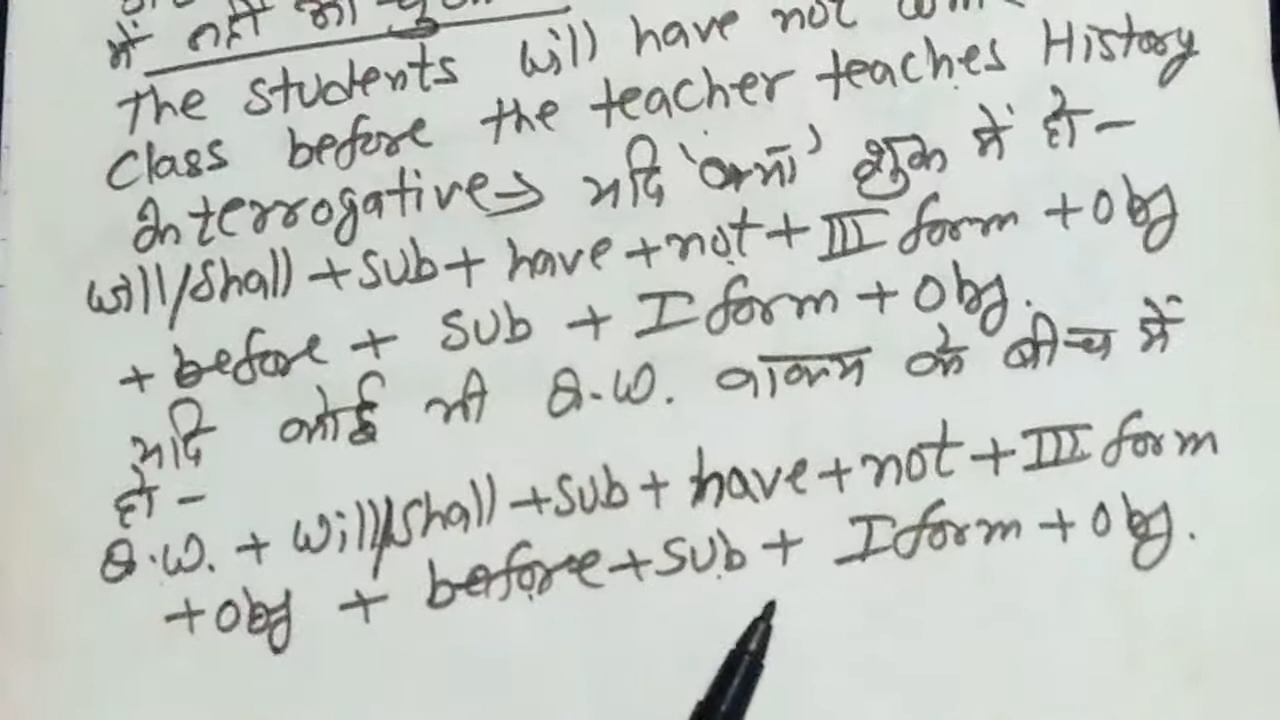 में नहीं
The students will have not
class before the teacher teaches History
Interrogative→ यदि 'क्या' शुरू में हो -
will/shall + sub + have + not + III form + obj
+ before + sub + I form + obj.
यदि कोई भी Q.W. वाक्य के बीच में
हो -
Q.W. + will/shall + sub + have + not + III form
+ obj + before + sub + I form + obj.